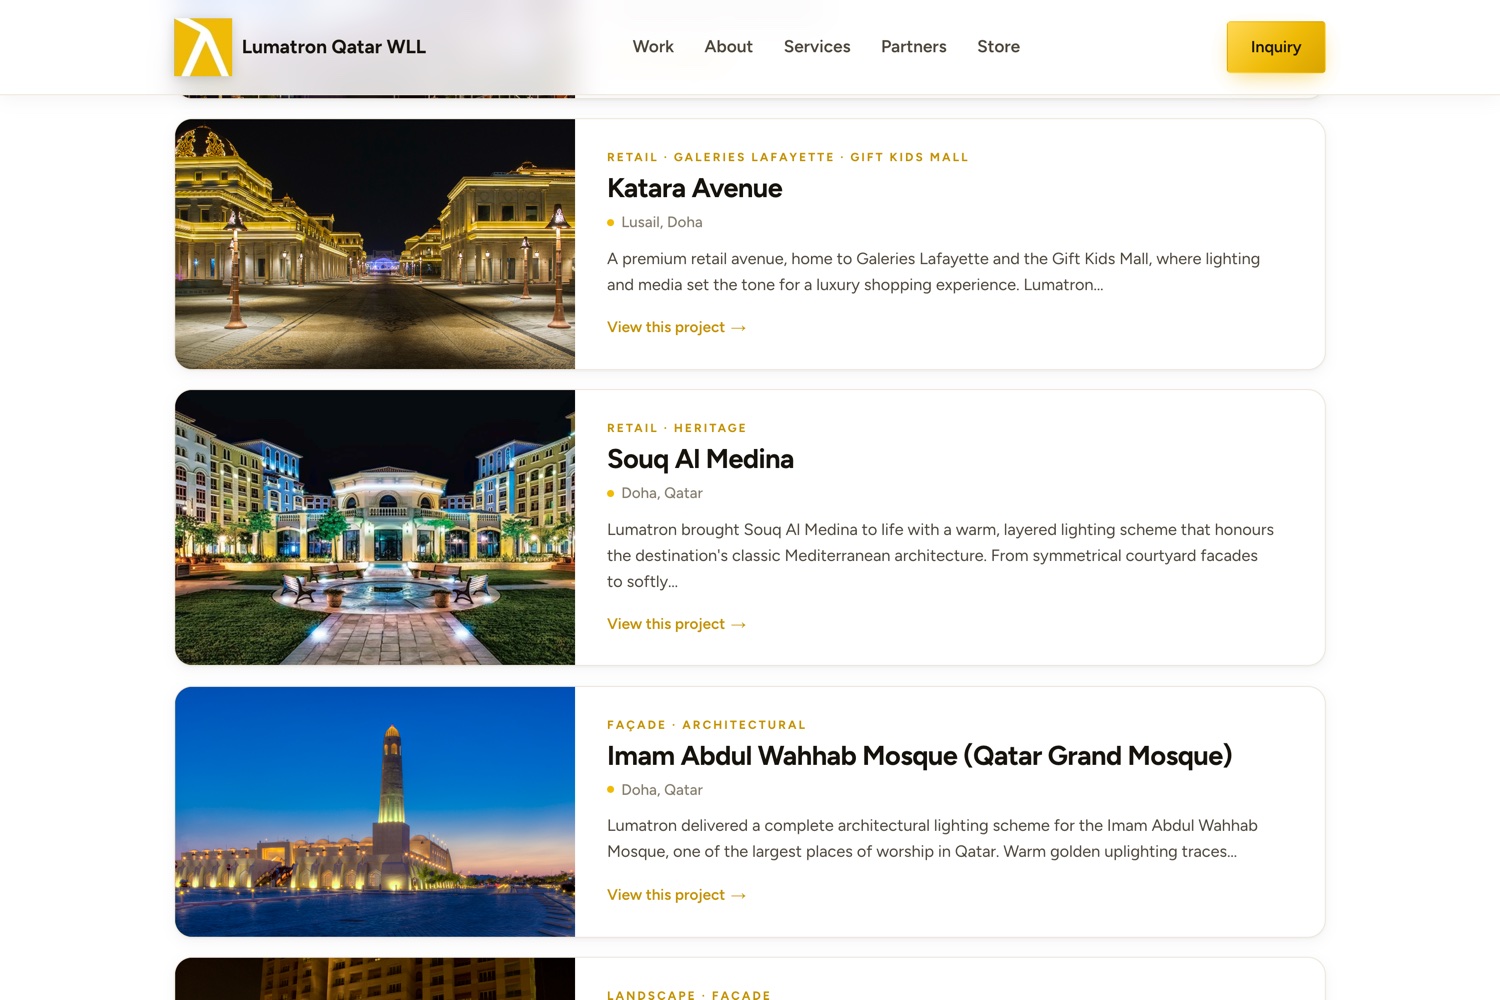 Lumatron Qatar WLL
Work
About
Services
Partners
Store
Inquiry
RETAIL · GALERIES LAFAYETTE · GIFT KIDS MALL
Katara Avenue
Lusail, Doha
A premium retail avenue, home to Galeries Lafayette and the Gift Kids Mall, where lighting
and media set the tone for a luxury shopping experience. Lumatron...
View this project →
RETAIL · HERITAGE
Souq Al Medina
Doha, Qatar
Lumatron brought Souq Al Medina to life with a warm, layered lighting scheme that honours
the destination's classic Mediterranean architecture. From symmetrical courtyard facades
to softly...
View this project →
FAÇADE · ARCHITECTURAL
Imam Abdul Wahhab Mosque (Qatar Grand Mosque)
Doha, Qatar
Lumatron delivered a complete architectural lighting scheme for the Imam Abdul Wahhab
Mosque, one of the largest places of worship in Qatar. Warm golden uplighting traces...
View this project →
LANDSCAPE · FACADE